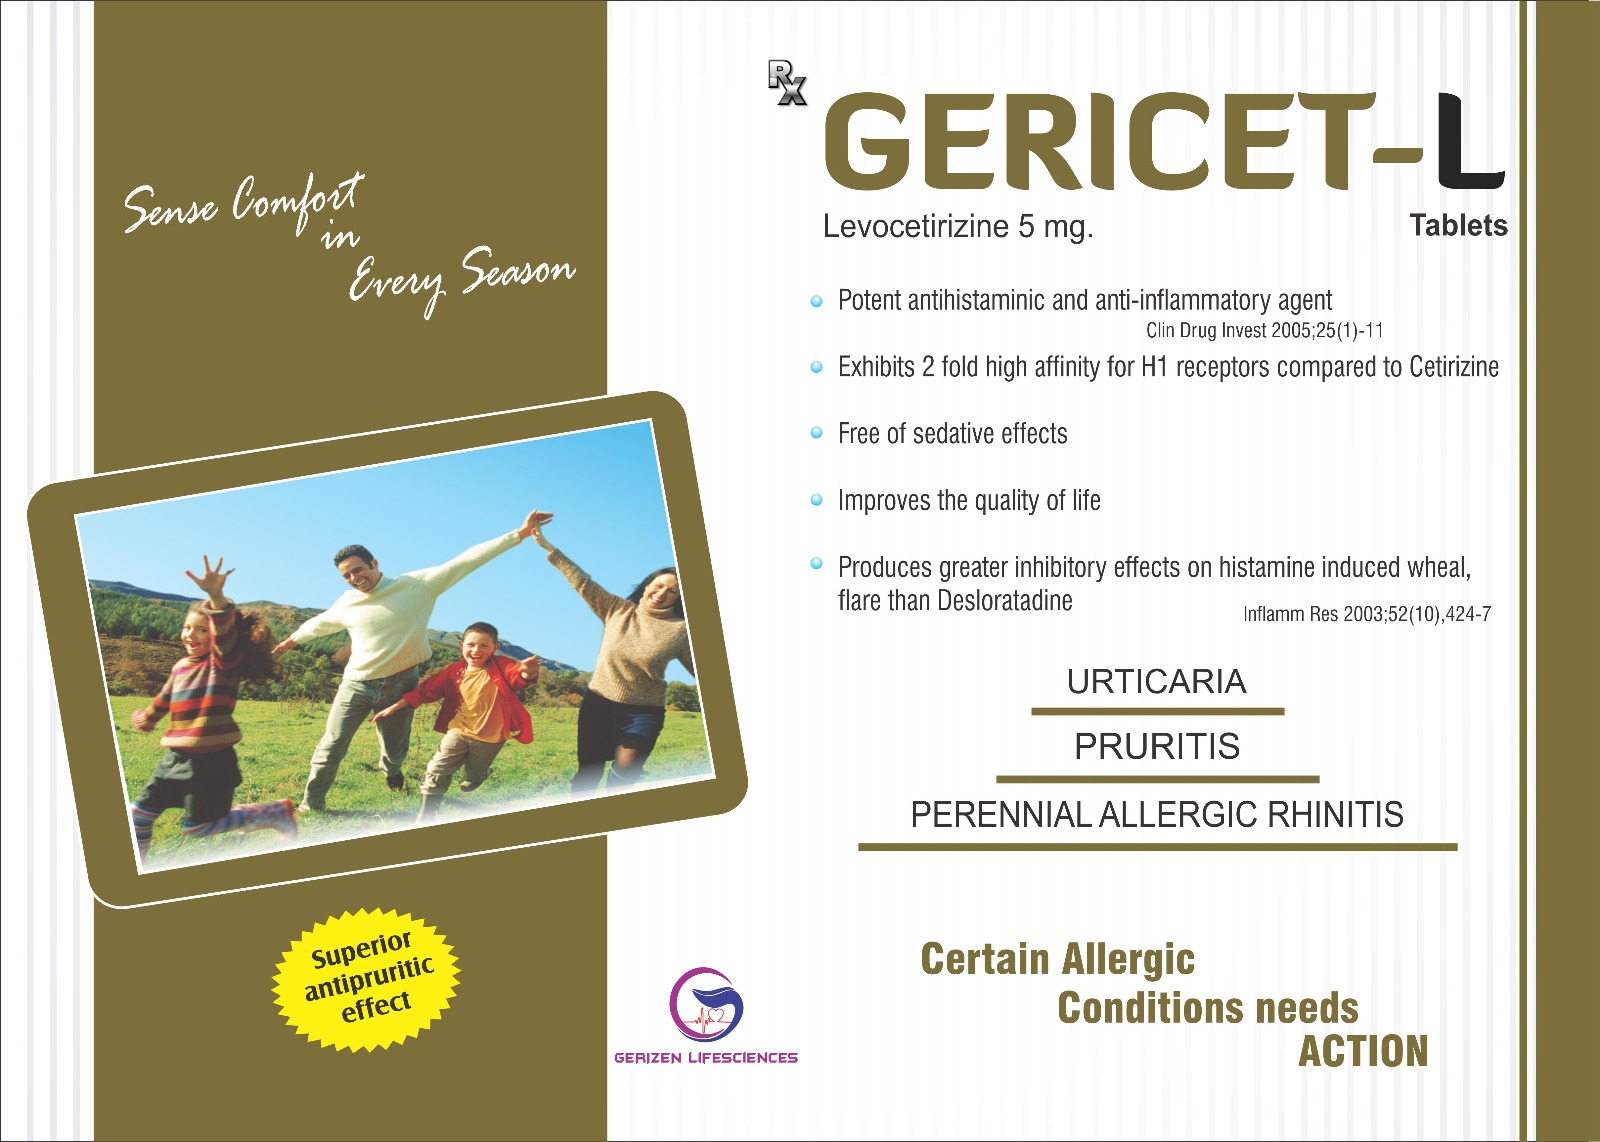 Sense Comfort
in
Every Season
Superior
antipruritic
effect
GERIZEN LIFESCIENCES
Rx
GERICET-L
Levocetirizine 5 mg.
Tablets
Potent antihistaminic and anti-inflammatory agent
Clin Drug Invest 2005;25(1)-11
Exhibits 2 fold high affinity for H1 receptors compared to Cetirizine
Free of sedative effects
Improves the quality of life
Produces greater inhibitory effects on histamine induced wheal,
flare than Desloratadine
Inflamm Res 2003;52(10),424-7
URTICARIA
PRURITIS
PERENNIAL ALLERGIC RHINITIS
Certain Allergic
Conditions needs
ACTION